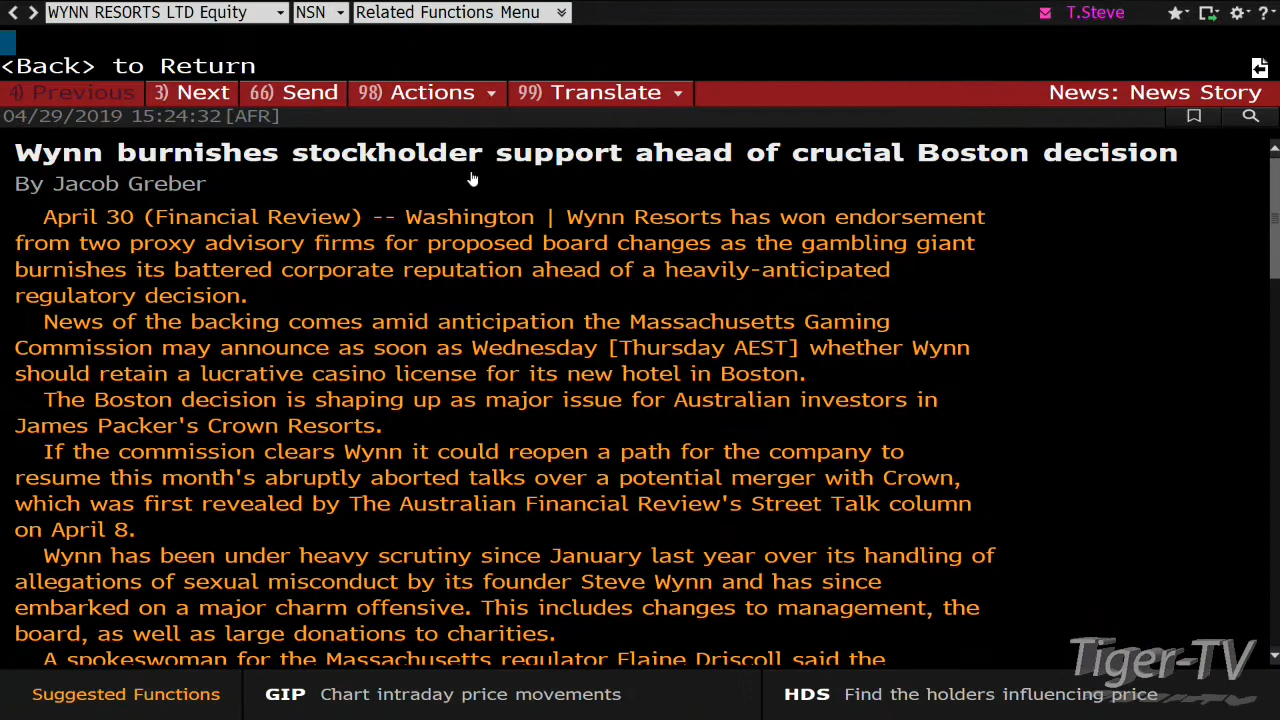 WYNN RESORTS LTD Equity NSN Related Functions Menu T.Steve ?
<Back> to Return
4) Previous 3) Next 66) Send 98) Actions 99) Translate News: News Story
04/29/2019 15:24:32 [AFR]
Wynn burnishes stockholder support ahead of crucial Boston decision
By Jacob Greber
April 30 (Financial Review) -- Washington | Wynn Resorts has won endorsement
from two proxy advisory firms for proposed board changes as the gambling giant
burnishes its battered corporate reputation ahead of a heavily-anticipated
regulatory decision.
News of the backing comes amid anticipation the Massachusetts Gaming
Commission may announce as soon as Wednesday [Thursday AEST] whether Wynn
should retain a lucrative casino license for its new hotel in Boston.
The Boston decision is shaping up as major issue for Australian investors in
James Packer's Crown Resorts.
If the commission clears Wynn it could reopen a path for the company to
resume this month's abruptly aborted talks over a potential merger with Crown,
which was first revealed by The Australian Financial Review's Street Talk column
on April 8.
Wynn has been under heavy scrutiny since January last year over its handling of
allegations of sexual misconduct by its founder Steve Wynn and has since
embarked on a major charm offensive. This includes changes to management, the
board, as well as large donations to charities.
A spokeswoman for the Massachusetts regulator Elaine Driscoll said the
Tiger-TV
Suggested Functions GIP Chart intraday price movements HDS Find the holders influencing price